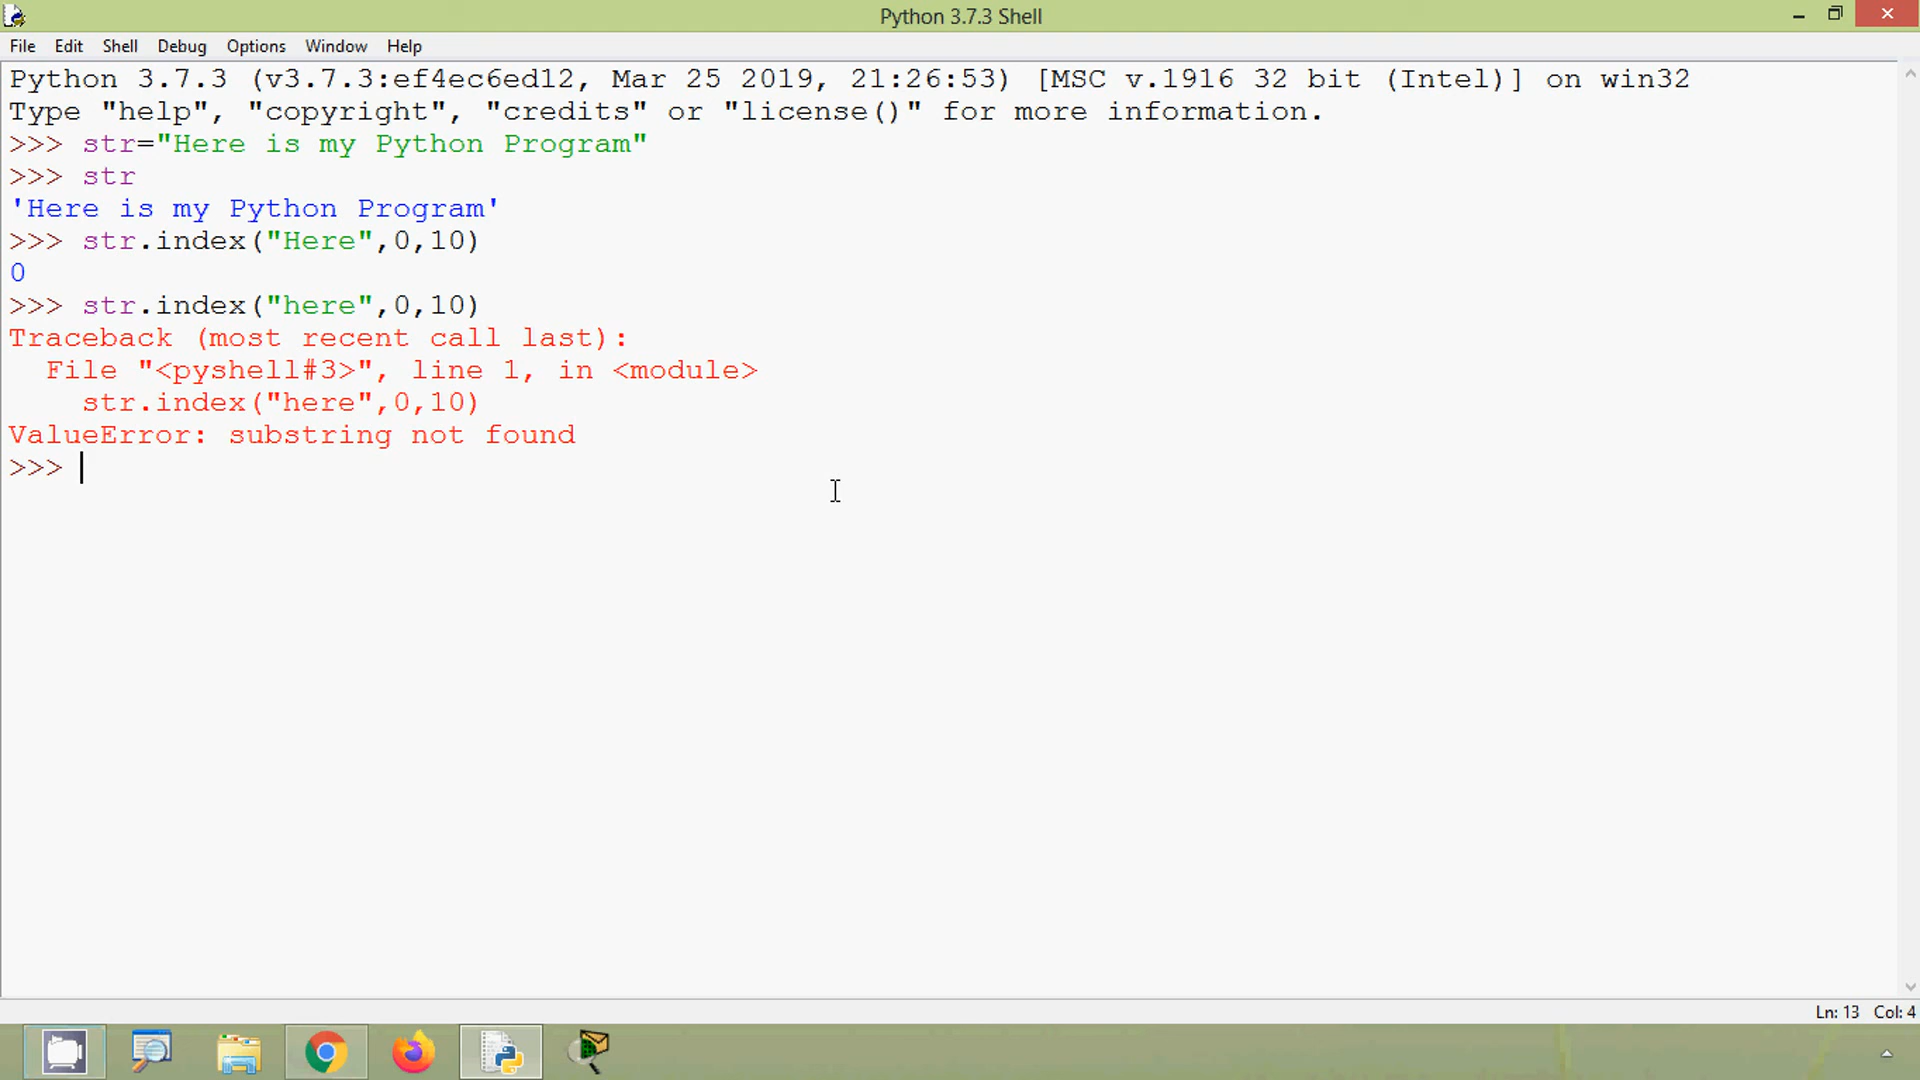 Python 3.7.3 Shell
File Edit Shell Debug Options Window Help
Python 3.7.3 (v3.7.3:ef4ec6ed12, Mar 25 2019, 21:26:53) [MSC v.1916 32 bit (Intel)] on win32
Type "help", "copyright", "credits" or "license()" for more information.
>>> str="Here is my Python Program"
>>> str
'Here is my Python Program'
>>> str.index("Here",0,10)
0
>>> str.index("here",0,10)
Traceback (most recent call last):
  File "<pyshell#3>", line 1, in <module>
    str.index("here",0,10)
ValueError: substring not found
>>>
Ln: 13 Col: 4